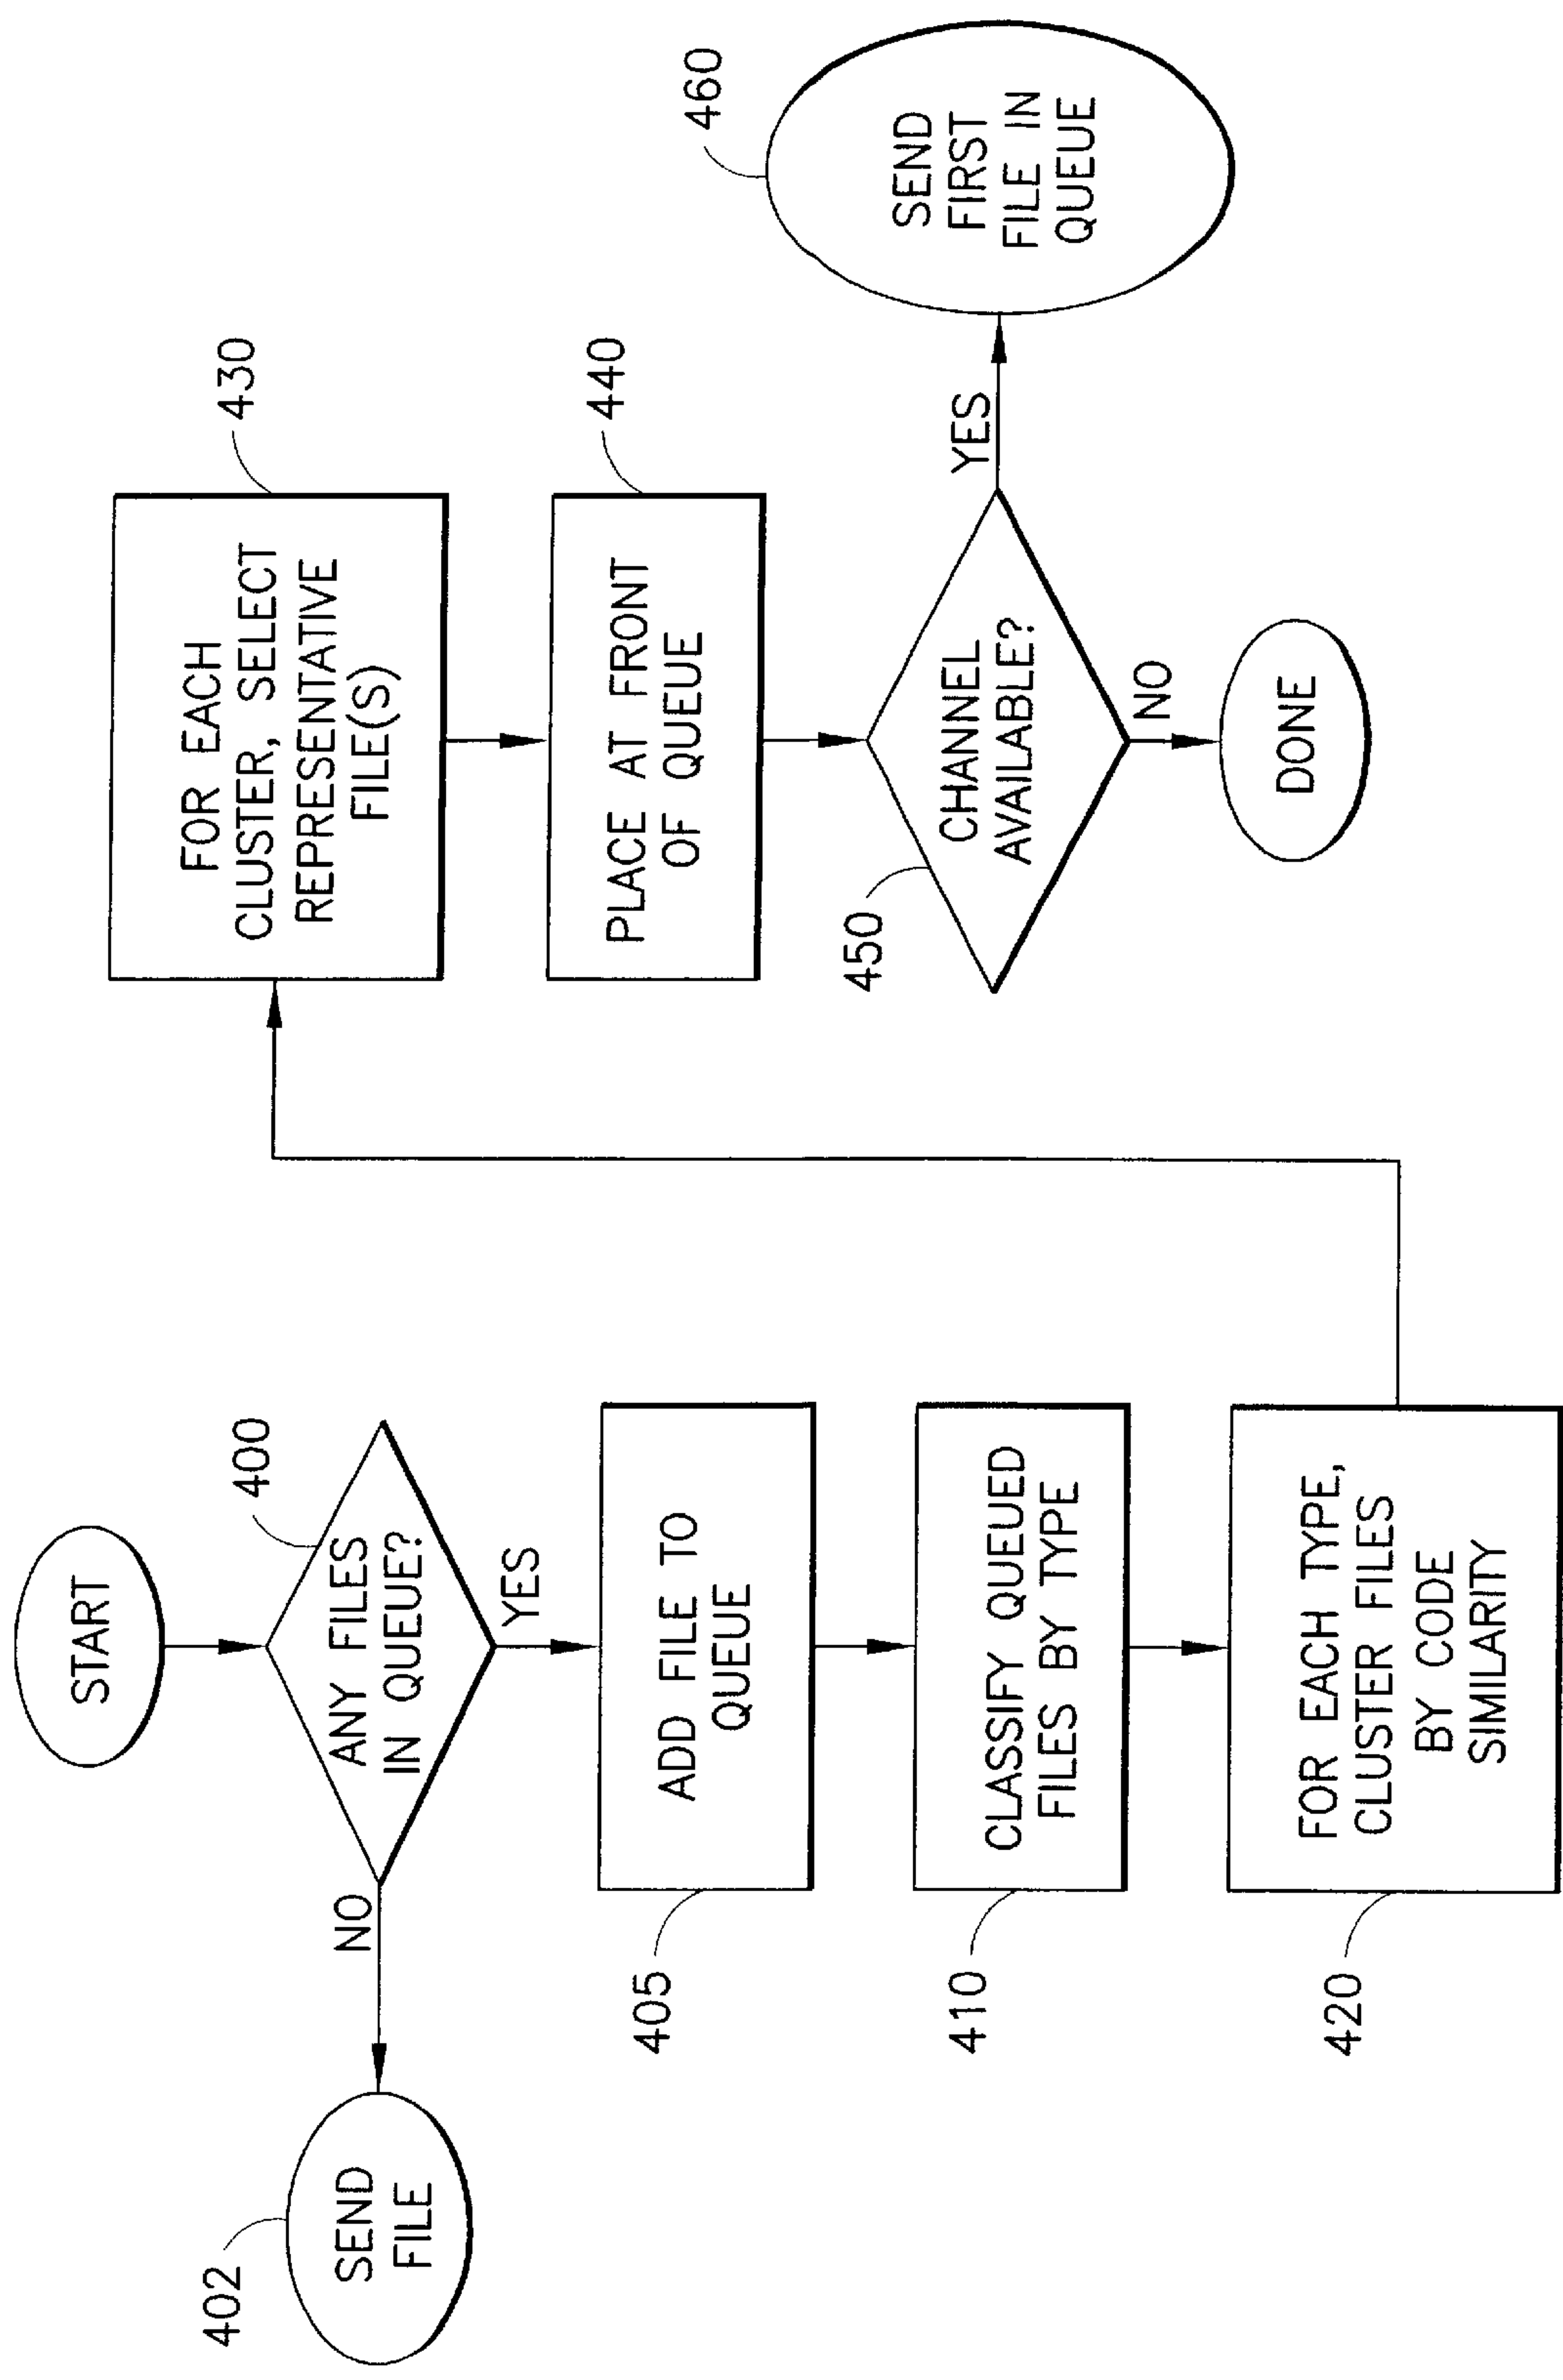 START
400
ANY FILES
IN QUEUE?
NO
402
SEND
FILE
YES
405
ADD FILE TO
QUEUE
410
CLASSIFY QUEUED
FILES BY TYPE
420
FOR EACH TYPE,
CLUSTER FILES
BY CODE
SIMILARITY
430
FOR EACH
CLUSTER, SELECT
REPRESENTATIVE
FILE(S)
440
PLACE AT FRONT
OF QUEUE
450
CHANNEL
AVAILABLE?
YES
460
SEND
FIRST
FILE IN
QUEUE
NO
DONE